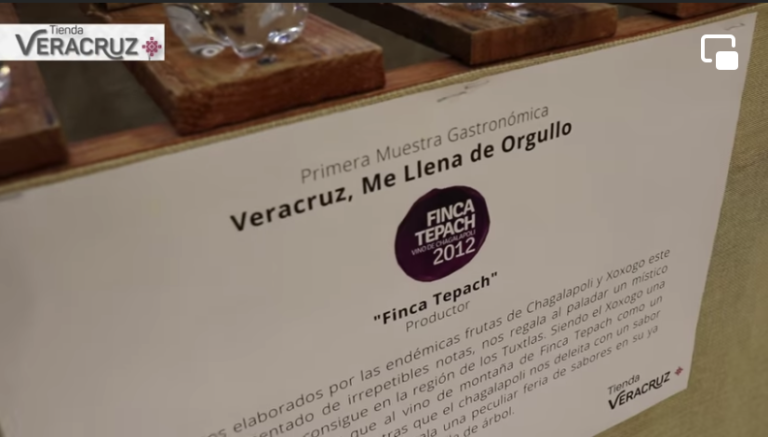 Tienda
VERACRUZ
Primera Muestra Gastronómica
Veracruz, Me Llena de Orgullo
FINCA
TEPACH
VINO DE CHAGALAPOLI
2012
"Finca Tepach"
Productor
os elaborados por las endémicas frutas de Chagalapoli y Xoxogo este
entado de irrepetibles notas, nos regala al paladar un místico
consigue en la región de los Tuxtlas. Siendo el Xoxogo una
que al vino de montaña de Finca Tepach como un
tras que el chagalapoli nos deleita con un sabor
ala una peculiar feria de sabores en su ya
de árbol.
Tienda
VERACRUZ